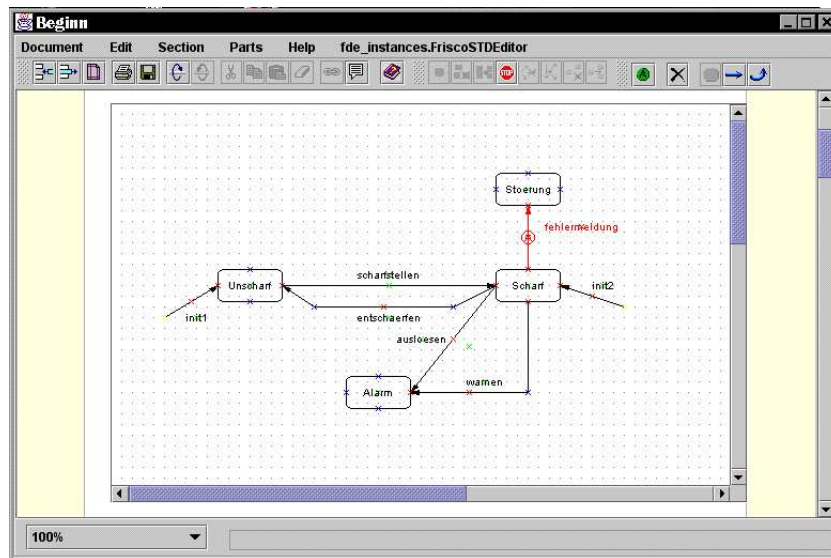 Beginn
Document Edit Section Parts Help fde_instances.FriscoSTDEditor
STOP
Stoerung
fehlermeldung
scharfstellen
Unscharf Scharf init2
init1 entschaerfen
ausloesen
warnen
Alarm
100%